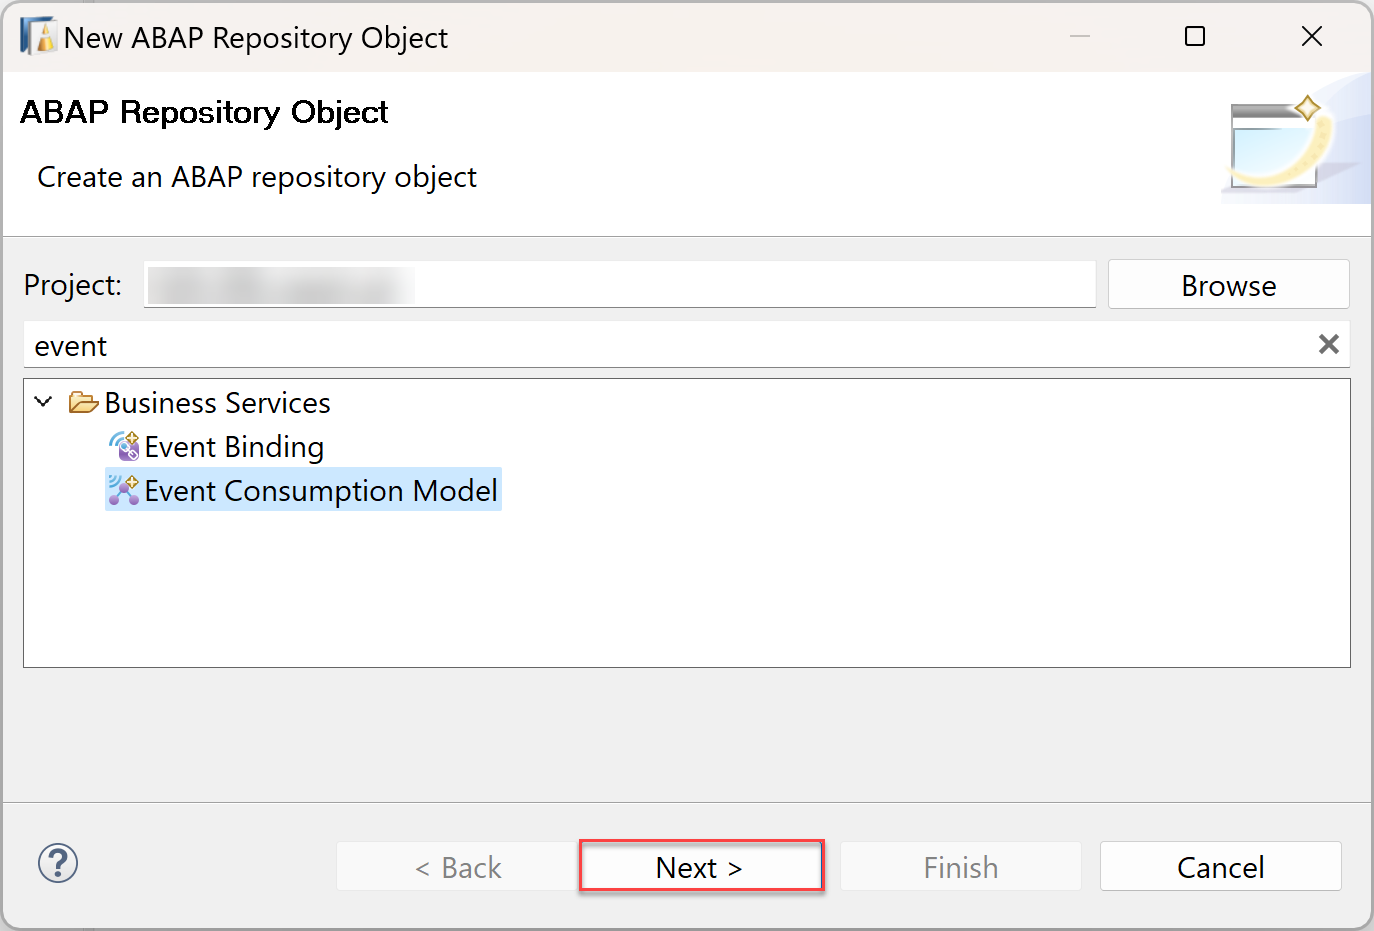 New ABAP Repository Object
ABAP Repository Object
Create an ABAP repository object
Project:
Browse
event
Business Services
Event Binding
Event Consumption Model
< Back
Next >
Finish
Cancel